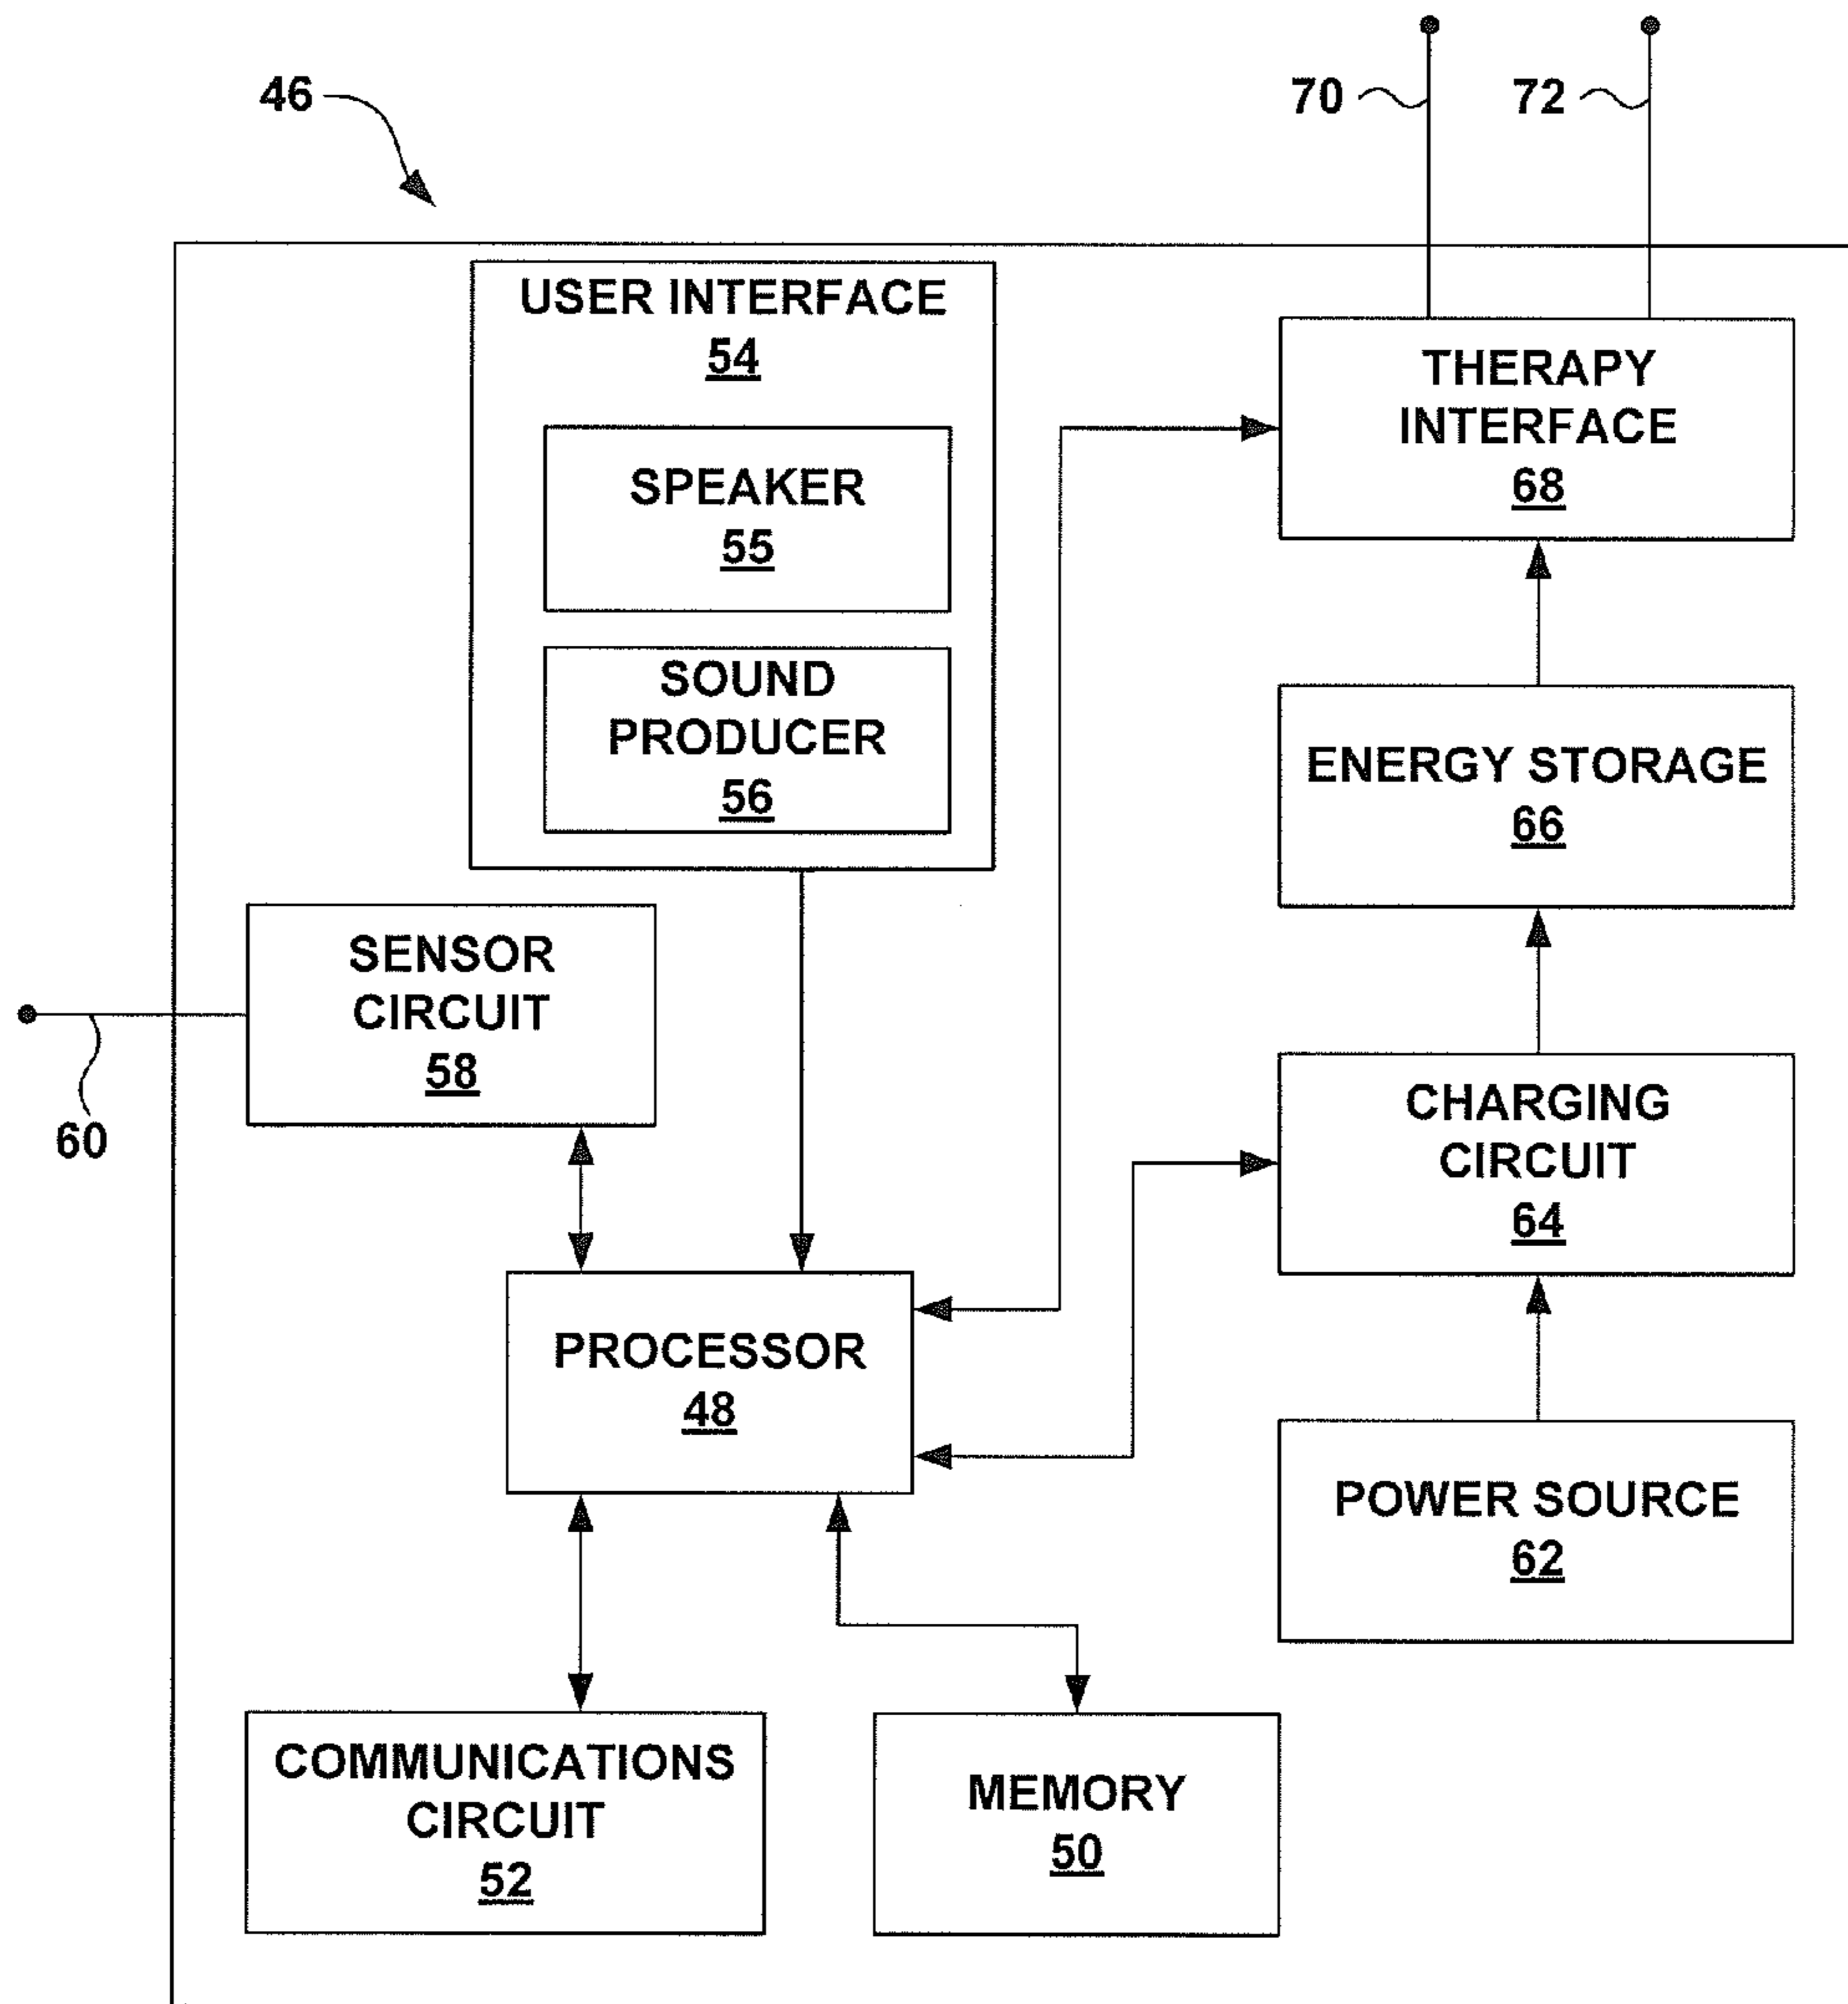 70
72
46
USER INTERFACE
54
SPEAKER
55
SOUND
PRODUCER
56
THERAPY
INTERFACE
68
ENERGY STORAGE
66
SENSOR
CIRCUIT
58
60
CHARGING
CIRCUIT
64
PROCESSOR
48
POWER SOURCE
62
COMMUNICATIONS
CIRCUIT
52
MEMORY
50